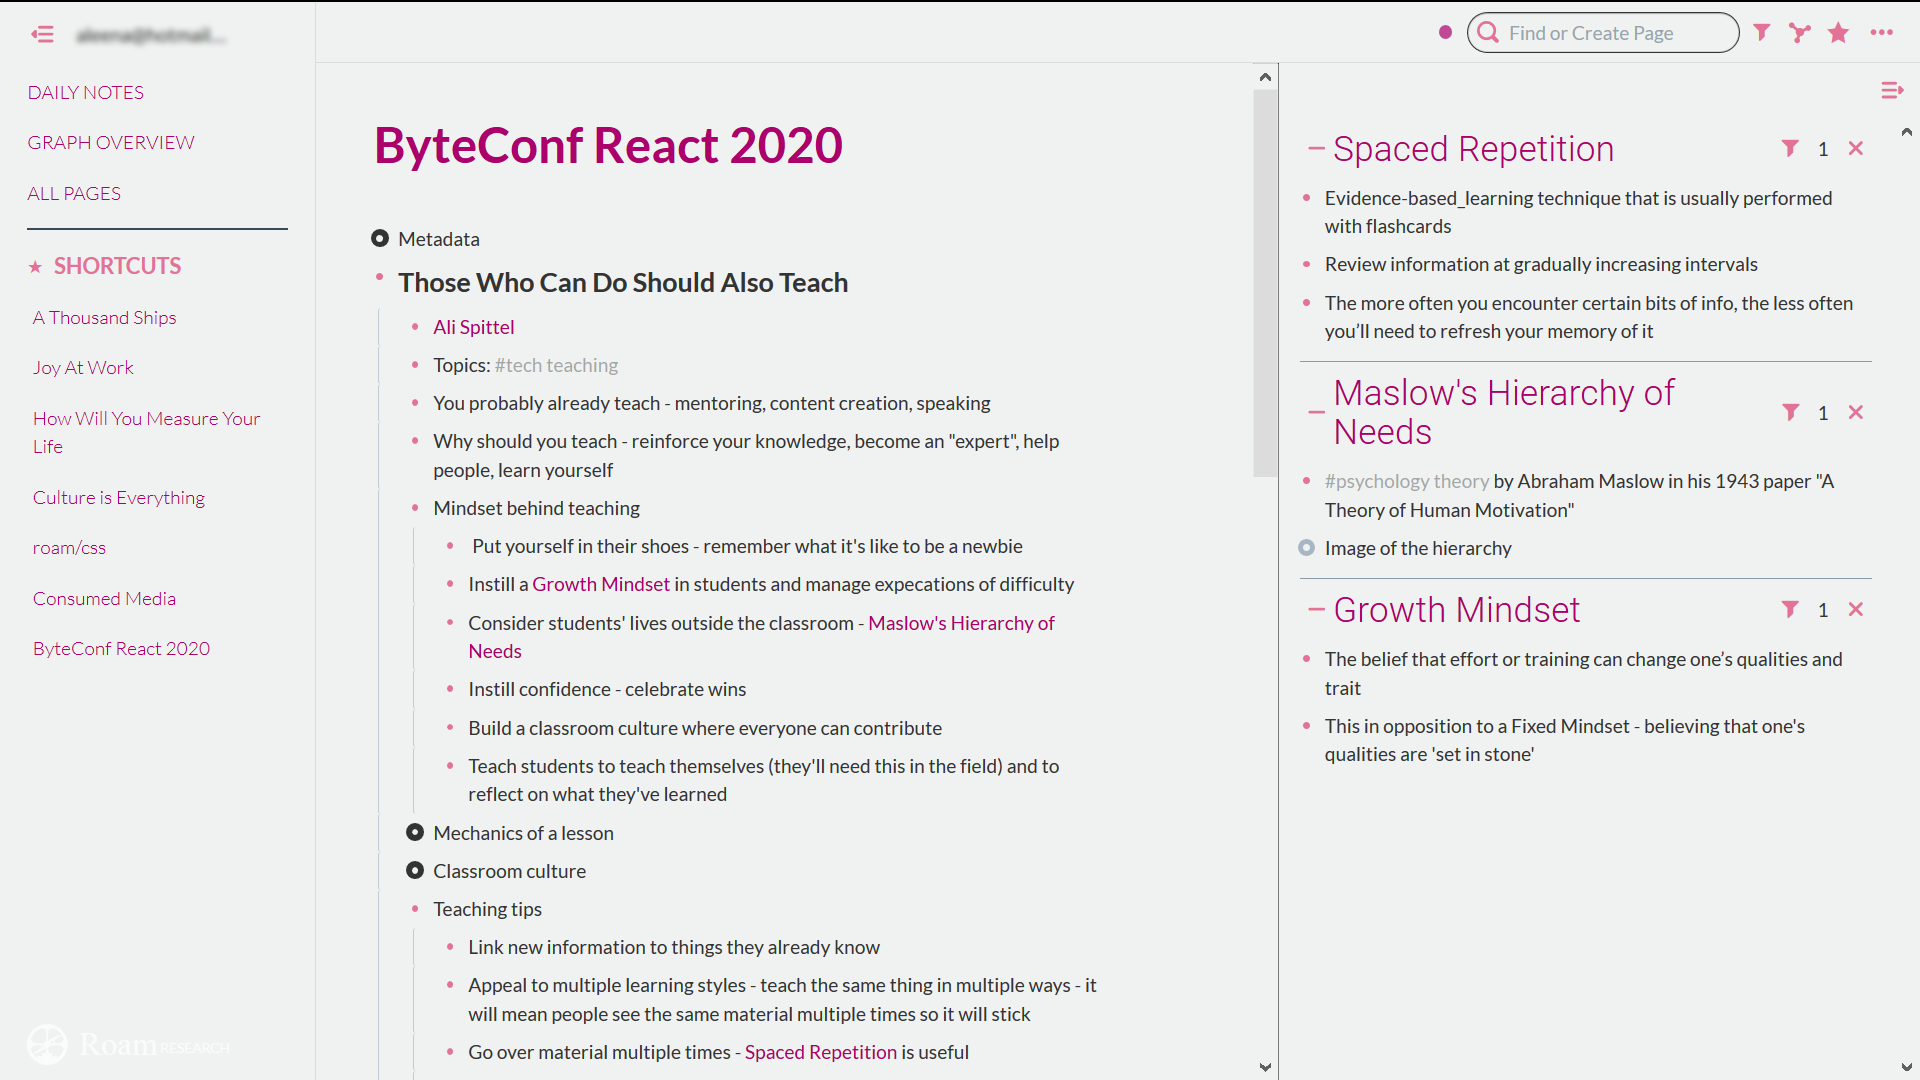 DAILY NOTES
GRAPH OVERVIEW
ALL PAGES
★ SHORTCUTS
A Thousand Ships
Joy At Work
How Will You Measure Your
Life
Culture is Everything
roam/css
Consumed Media
ByteConf React 2020
Roam RESEARCH
Find or Create Page
ByteConf React 2020
Metadata
Those Who Can Do Should Also Teach
Ali Spittel
Topics: #tech teaching
You probably already teach - mentoring, content creation, speaking
Why should you teach - reinforce your knowledge, become an "expert", help
people, learn yourself
Mindset behind teaching
Put yourself in their shoes - remember what it's like to be a newbie
Instill a Growth Mindset in students and manage expecations of difficulty
Consider students' lives outside the classroom - Maslow's Hierarchy of
Needs
Instill confidence - celebrate wins
Build a classroom culture where everyone can contribute
Teach students to teach themselves (they'll need this in the field) and to
reflect on what they've learned
Mechanics of a lesson
Classroom culture
Teaching tips
Link new information to things they already know
Appeal to multiple learning styles - teach the same thing in multiple ways - it
will mean people see the same material multiple times so it will stick
Go over material multiple times - Spaced Repetition is useful
Spaced Repetition 1
Evidence-based_learning technique that is usually performed
with flashcards
Review information at gradually increasing intervals
The more often you encounter certain bits of info, the less often
you’ll need to refresh your memory of it
Maslow's Hierarchy of
Needs 1
#psychology theory by Abraham Maslow in his 1943 paper "A
Theory of Human Motivation"
Image of the hierarchy
Growth Mindset 1
The belief that effort or training can change one’s qualities and
trait
This in opposition to a Fixed Mindset - believing that one's
qualities are 'set in stone'